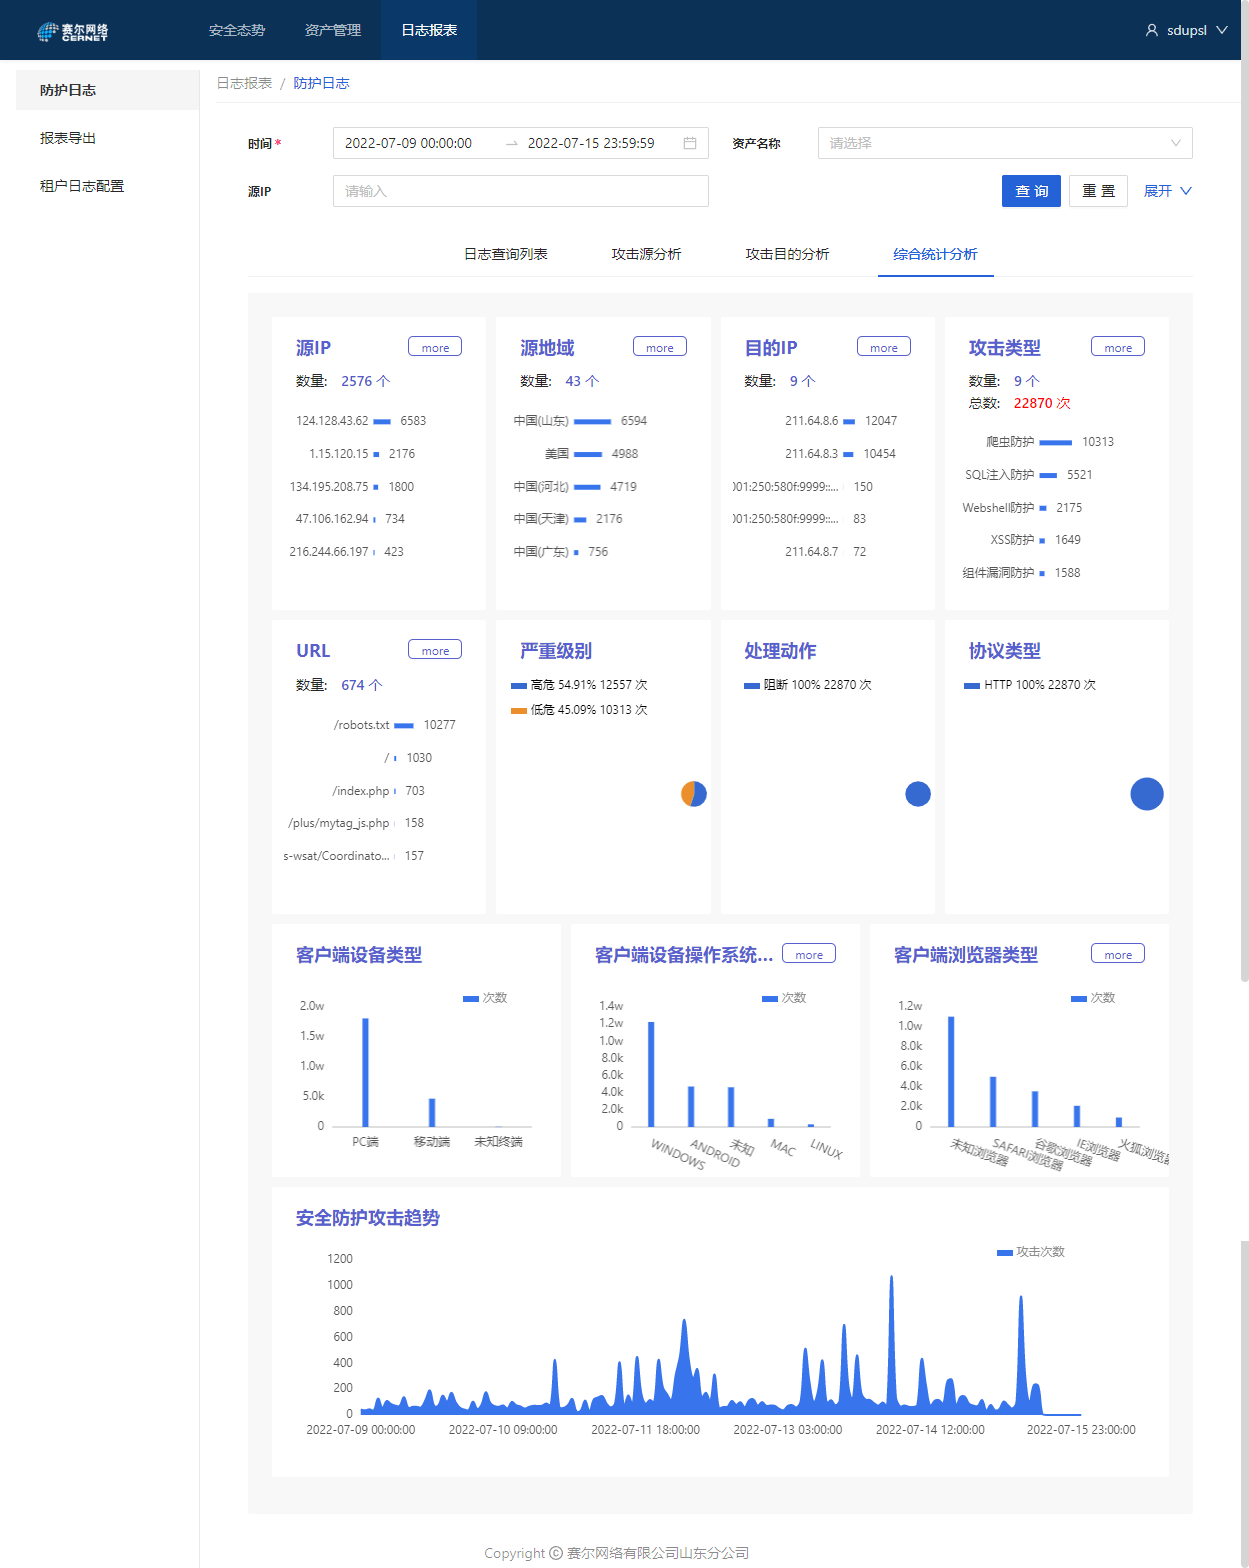 赛尔网络
CERNET
安全态势
资产管理
日志报表
sdupsl
防护日志
报表导出
租户日志配置
日志报表 / 防护日志
时间 *
2022-07-09 00:00:00 → 2022-07-15 23:59:59
资产名称
请选择
源IP
请输入
查 询
重 置
展开
日志查询列表
攻击源分析
攻击目的分析
综合统计分析
源IP
more
数量: 2576 个
124.128.43.62 6583
1.15.120.15 2176
134.195.208.75 1800
47.106.162.94 734
216.244.66.197 423
源地域
more
数量: 43 个
中国(山东) 6594
美国 4988
中国(河北) 4719
中国(天津) 2176
中国(广东) 756
目的IP
more
数量: 9 个
211.64.8.6 12047
211.64.8.3 10454
001:250:580f:9999::... 150
001:250:580f:9999::... 83
211.64.8.7 72
攻击类型
more
数量: 9 个
总数: 22870 次
爬虫防护 10313
SQL注入防护 5521
Webshell防护 2175
XSS防护 1649
组件漏洞防护 1588
URL
more
数量: 674 个
/robots.txt 10277
/ 1030
/index.php 703
/plus/mytag_js.php 158
s-wsat/Coordinato... 157
严重级别
高危 54.91% 12557 次
低危 45.09% 10313 次
处理动作
阻断 100% 22870 次
协议类型
HTTP 100% 22870 次
客户端设备类型
次数
2.0w
1.5w
1.0w
5.0k
0
PC端
移动端
未知终端
客户端设备操作系统...
more
次数
1.4w
1.2w
1.0w
8.0k
6.0k
4.0k
2.0k
0
WINDOWS
ANDROID
未知
MAC
LINUX
客户端浏览器类型
more
次数
1.2w
1.0w
8.0k
6.0k
4.0k
2.0k
0
未知浏览器
SAFARI浏览器
谷歌浏览器
IE浏览器
火狐浏览器
安全防护攻击趋势
攻击次数
1200
1000
800
600
400
200
0
2022-07-09 00:00:00
2022-07-10 09:00:00
2022-07-11 18:00:00
2022-07-13 03:00:00
2022-07-14 12:00:00
2022-07-15 23:00:00
Copyright © 赛尔网络有限公司山东分公司